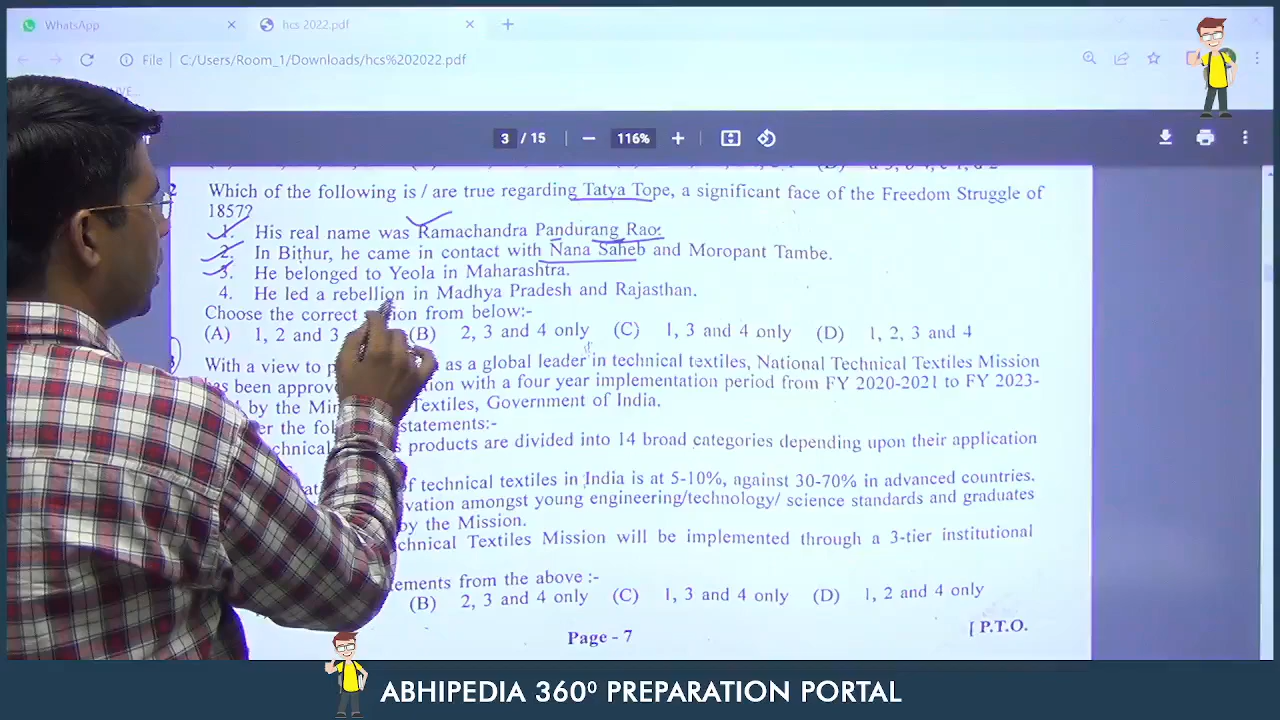 WhatsApp
hcs 2022.pdf
File C:/Users/Room_1/Downloads/hcs%202022.pdf
3 / 15 116%
2
Which of the following is / are true regarding Tatya Tope, a significant face of the Freedom Struggle of
1857?
1. His real name was Ramachandra Pandurang Rao.
2. In Bithur, he came in contact with Nana Saheb and Moropant Tambe.
3. He belonged to Yeola in Maharashtra.
4. He led a rebellion in Madhya Pradesh and Rajasthan.
Choose the correct from below:-
(A) 1, 2 and 3 (B) 2, 3 and 4 only (C) 1, 3 and 4 only (D) 1, 2, 3 and 4
3
With a view to as a global leader in technical textiles, National Technical Textiles Mission
has been with a four year implementation period from FY 2020-2021 to FY 2023-
by the Textiles, Government of India.
the statements:-
products are divided into 14 broad categories depending upon their application
of technical textiles in India is at 5-10%, against 30-70% in advanced countries.
amongst young engineering/technology/ science standards and graduates
by the Mission.
Textiles Mission will be implemented through a 3-tier institutional
from the above :-
(B) 2, 3 and 4 only (C) 1, 3 and 4 only (D) 1, 2 and 4 only
Page - 7
[ P.T.O.
ABHIPEDIA 360⁰ PREPARATION PORTAL